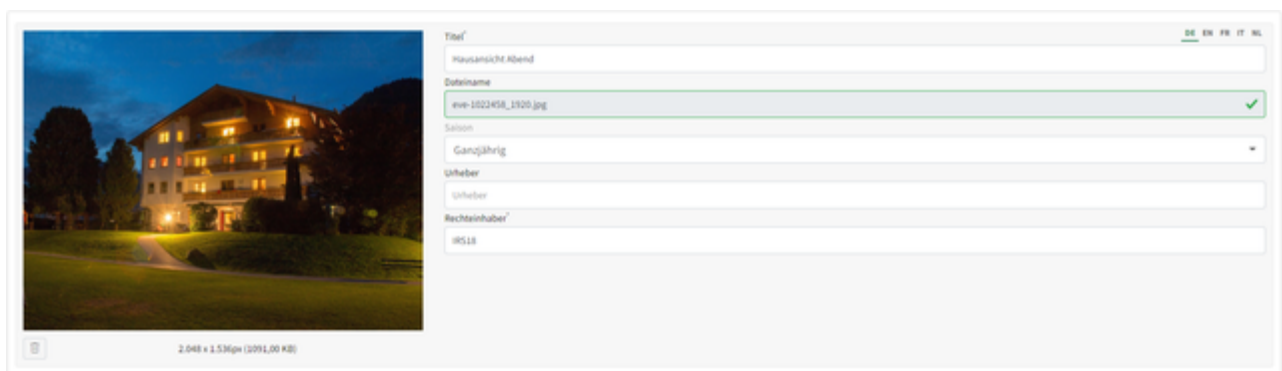 Titel*
DE EN FR IT NL
Hausansicht Abend
Dateiname
eve-1022458_1920.jpg
Saison
Ganzjährig
Urheber
Urheber
Rechteinhaber*
IRS18
2.048 x 1.536px (1091,00 KB)